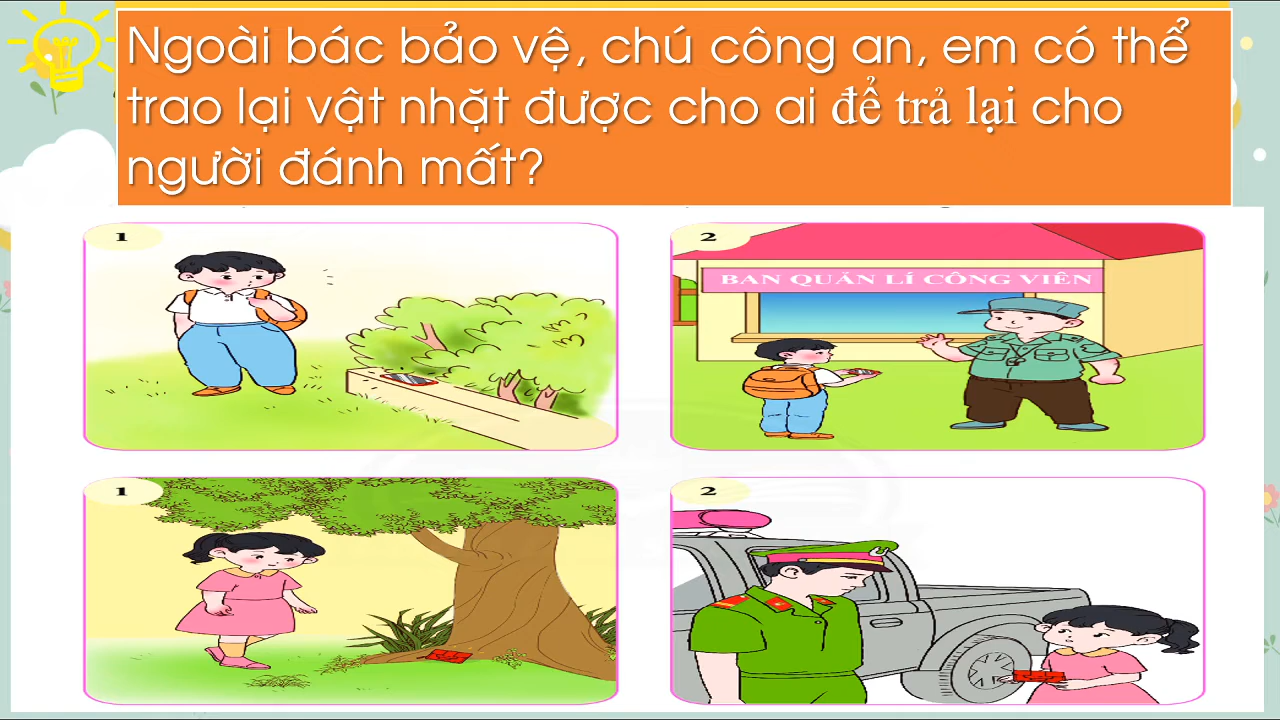 Ngoài bác bảo vệ, chú công an, em có thể
trao lại vật nhặt được cho ai để trả lại cho
người đánh mất?
1
2
BAN QUẢN LÍ CÔNG VIÊN
1
2